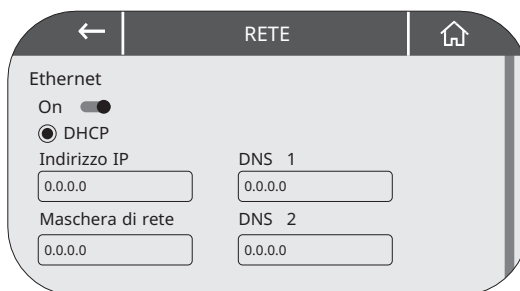 RETE
Ethernet
On
DHCP
Indirizzo IP
DNS 1
0.0.0.0
0.0.0.0
Maschera di rete
DNS 2
0.0.0.0
0.0.0.0